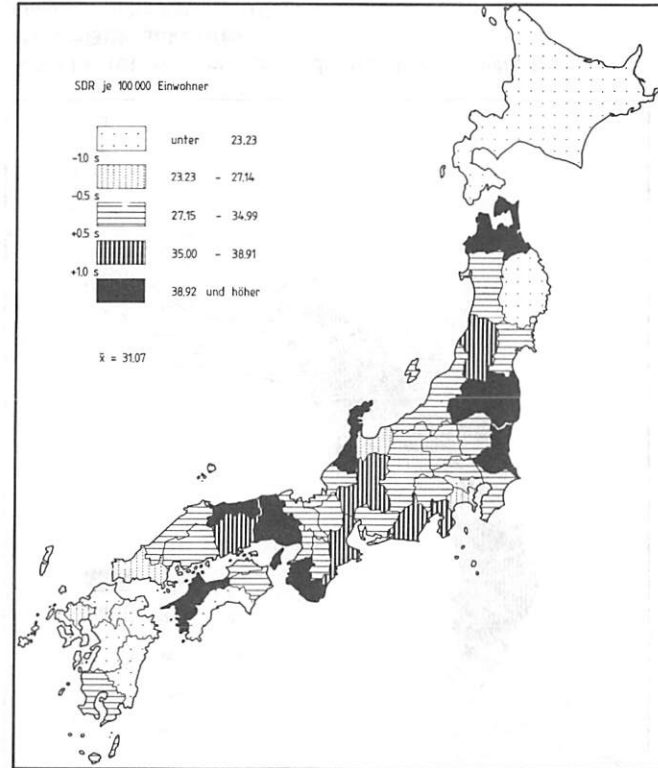 SDR je 100 000 Einwohner
unter 23.23
-1.0 s
23.23 - 27.14
-0.5 s
27.15 - 34.99
+0.5 s
35.00 - 38.91
+1.0 s
38.92 und höher
x̄ = 31.07